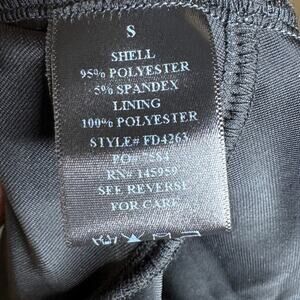 S
SHELL
95% POLYESTER
5% SPANDEX
LINING
100% POLYESTER
STYLE# FD4263
PO# 7584
RN# 145959
SEE REVERSE
FOR CARE